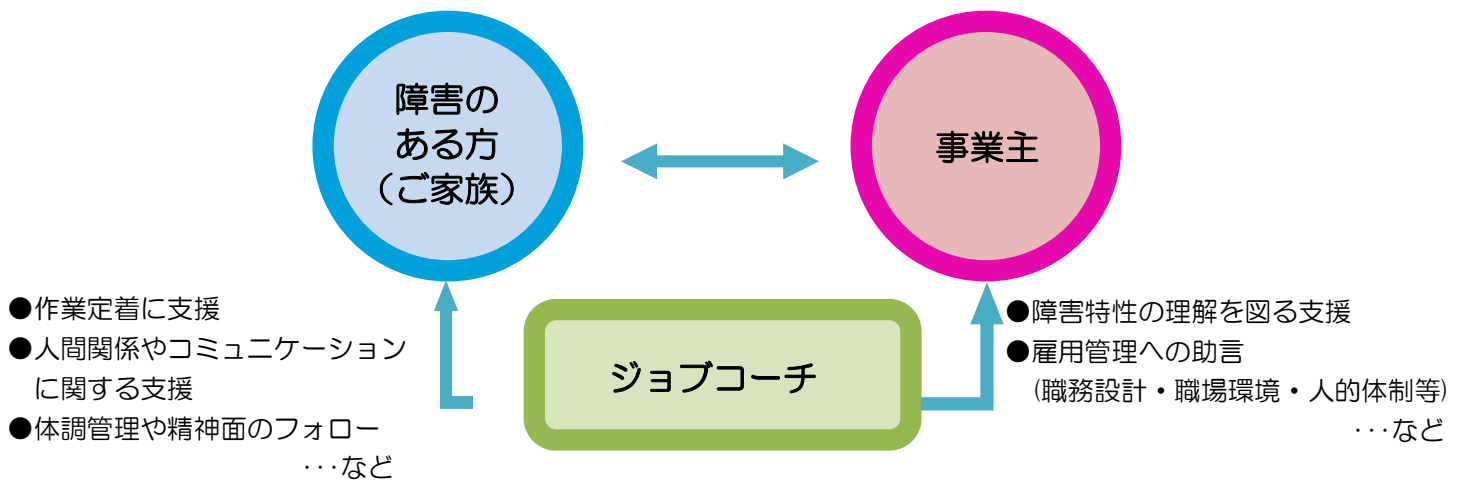 障害の
ある方
(ご家族)
事業主
●作業定着に支援
●人間関係やコミュニケーション
に関する支援
●体調管理や精神面のフォロー
･･･など
ジョブコーチ
●障害特性の理解を図る支援
●雇用管理への助言
(職務設計・職場環境・人的体制等)
･･･など